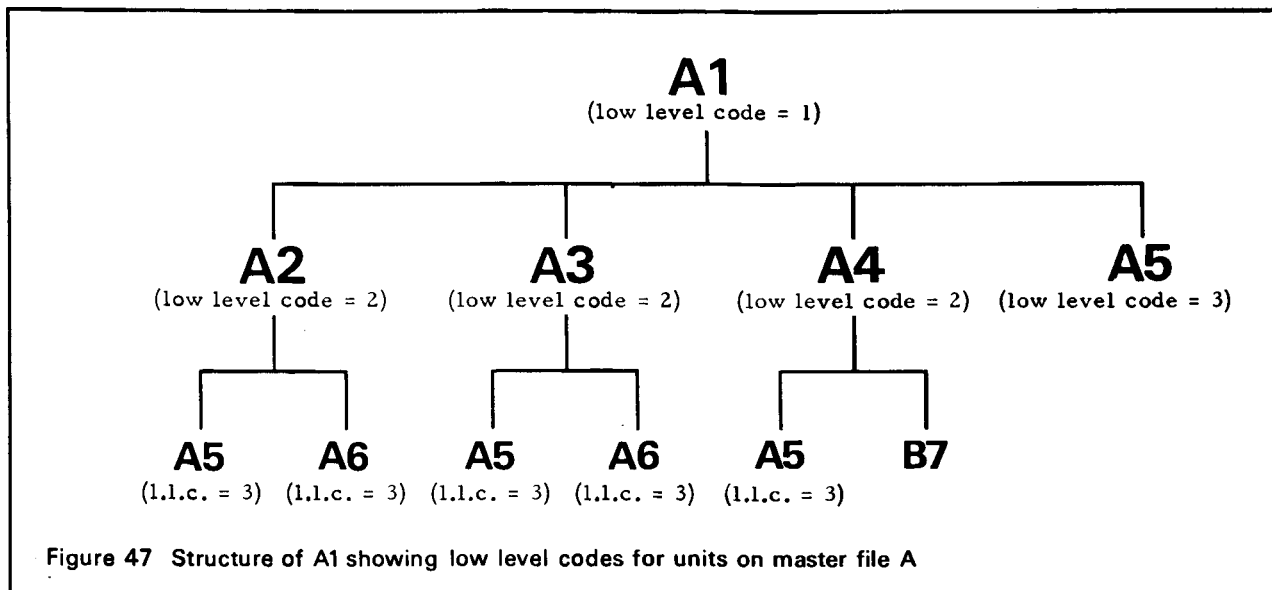 A1
(low level code = 1)
A2 A3 A4 A5
(low level code = 2) (low level code = 2) (low level code = 2) (low level code = 3)
A5 A6 A5 A6 A5 B7
(l.l.c. = 3) (l.l.c. = 3) (l.l.c. = 3) (l.l.c. = 3) (l.l.c. = 3)
Figure 47 Structure of A1 showing low level codes for units on master file A